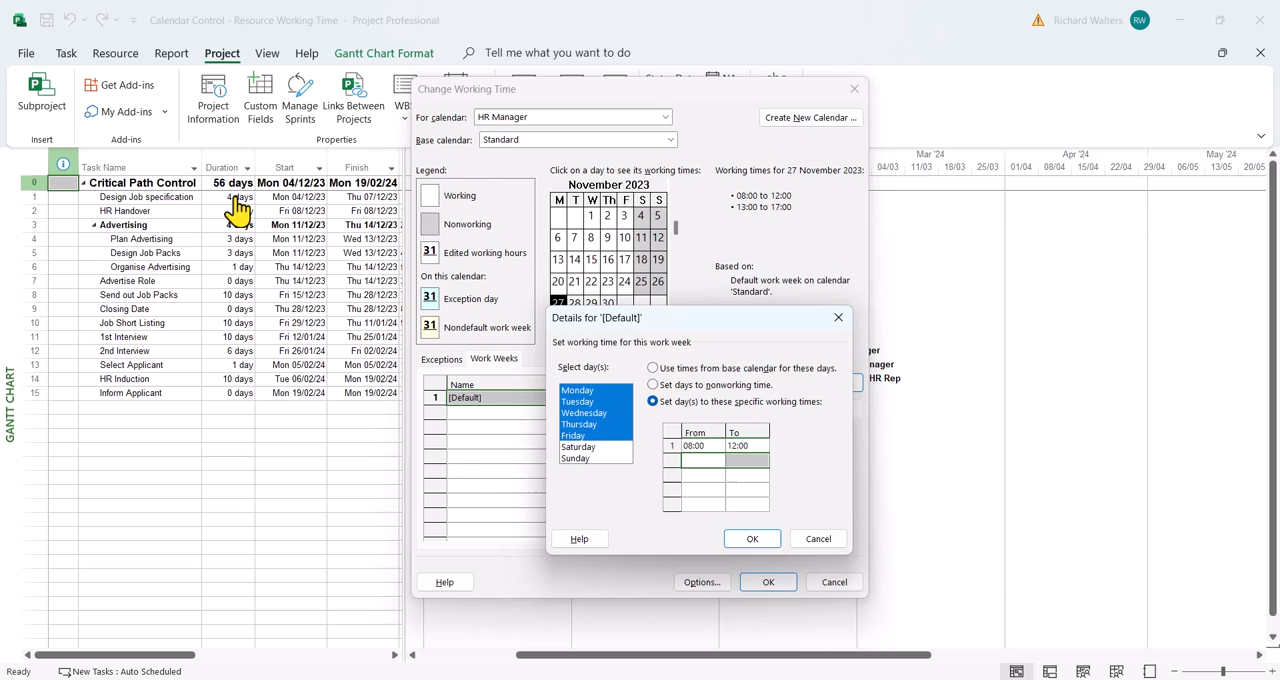 Calendar Control - Resource Working Time - Project Professional
Richard Walters RW
File Task Resource Report Project View Help Gantt Chart Format Tell me what you want to do
Subproject
Insert
Get Add-ins
My Add-ins
Add-ins
Project Information
Custom Fields
Manage Sprints
Links Between Projects
WBS
Properties
Change Working Time
For calendar: HR Manager
Create New Calendar ...
Base calendar: Standard
Legend:
Working
Nonworking
31 Edited working hours
On this calendar:
31 Exception day
31 Nondefault work week
Click on a day to see its working times:
November 2023
M T W Th F S S
1 2 3 4 5
6 7 8 9 10 11 12
13 14 15 16 17 18 19
20 21 22 23 24 25 26
27 28 29 30
Working times for 27 November 2023:
• 08:00 to 12:00
• 13:00 to 17:00
Based on:
Default work week on calendar
'Standard'.
Exceptions Work Weeks
Name
1 [Default]
Details for '[Default]'
Set working time for this work week
Select day(s):
Monday
Tuesday
Wednesday
Thursday
Friday
Saturday
Sunday
Use times from base calendar for these days.
Set days to nonworking time.
Set day(s) to these specific working times:
From To
1 08:00 12:00
Help OK Cancel
Help Options... OK Cancel
Task Name Duration Start Finish
0 Critical Path Control 56 days Mon 04/12/23 Mon 19/02/24
1 Design Job specification 4 days Mon 04/12/23 Thu 07/12/23
2 HR Handover Fri 08/12/23 Fri 08/12/23
3 Advertising Mon 11/12/23 Thu 14/12/23
4 Plan Advertising 3 days Mon 11/12/23 Wed 13/12/23
5 Design Job Packs 3 days Mon 11/12/23 Wed 13/12/23
6 Organise Advertising 1 day Thu 14/12/23 Thu 14/12/23
7 Advertise Role 0 days Thu 14/12/23 Thu 14/12/23
8 Send out Job Packs 10 days Fri 15/12/23 Thu 28/12/23
9 Closing Date 0 days Thu 28/12/23 Thu 28/12/23
10 Job Short Listing 10 days Fri 29/12/23 Thu 11/01/24
11 1st Interview 10 days Fri 12/01/24 Thu 25/01/24
12 2nd Interview 6 days Fri 26/01/24 Fri 02/02/24
13 Select Applicant 1 day Mon 05/02/24 Mon 05/02/24
14 HR Induction 10 days Tue 06/02/24 Mon 19/02/24
15 Inform Applicant 0 days Mon 19/02/24 Mon 19/02/24
GANTT CHART
Mar '24 Apr '24 May '24
04/03 11/03 18/03 25/03 01/04 08/04 15/04 22/04 29/04 06/05 13/05 20/05
HR Rep
Ready New Tasks : Auto Scheduled